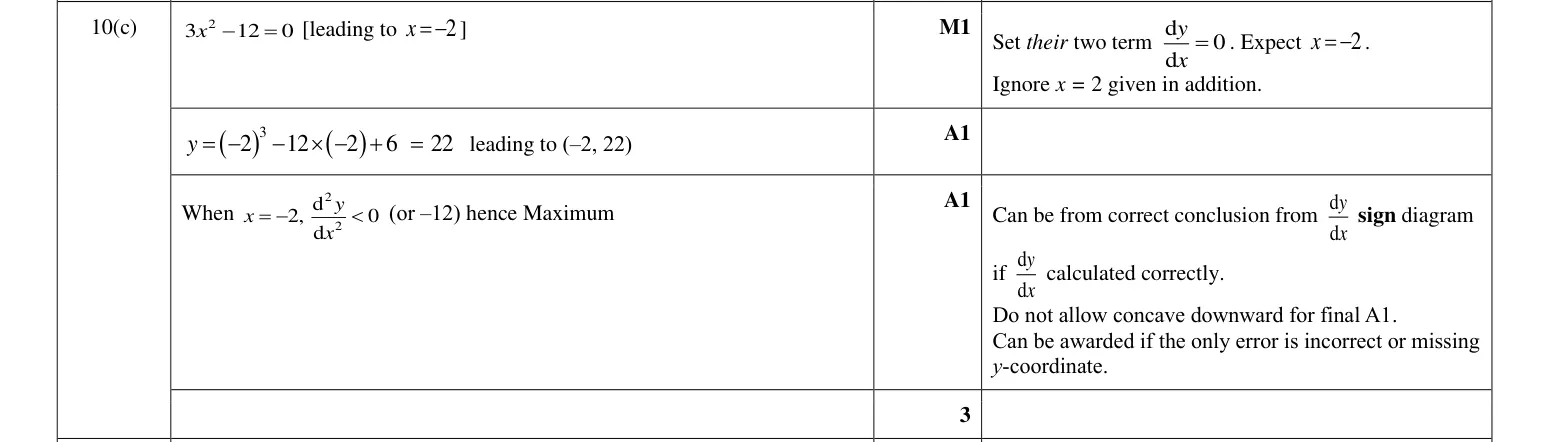 10(c)
3x² − 12 = 0 [leading to x = −2]
M1
Set their two term dy/dx = 0. Expect x = −2.
Ignore x = 2 given in addition.
y = (−2)³ − 12×(−2) + 6 = 22 leading to (–2, 22)
A1
When x = −2, d²y/dx² < 0 (or –12) hence Maximum
A1
Can be from correct conclusion from dy/dx sign diagram
if dy/dx calculated correctly.
Do not allow concave downward for final A1.
Can be awarded if the only error is incorrect or missing
y-coordinate.
3